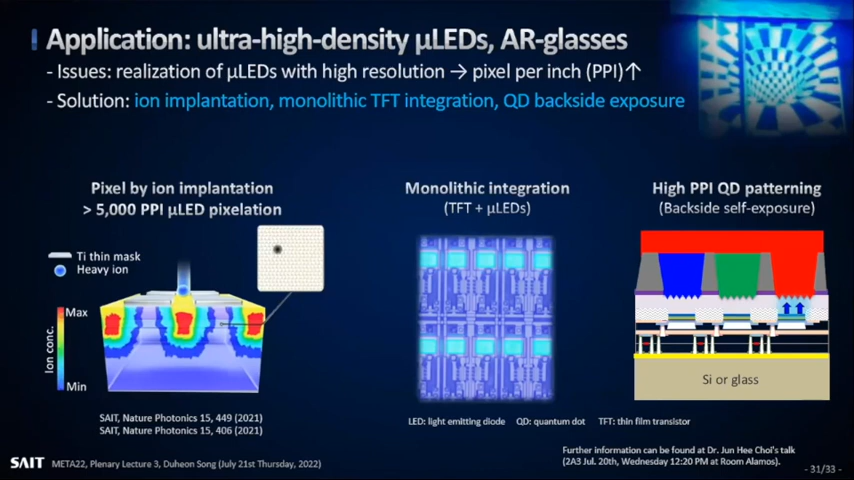 Application: ultra-high-density μLEDs, AR-glasses
- Issues: realization of μLEDs with high resolution → pixel per inch (PPI)↑
- Solution: ion implantation, monolithic TFT integration, QD backside exposure
Pixel by ion implantation
> 5,000 PPI μLED pixelation
Ti thin mask
Heavy ion
Max
Ion conc.
Min
SAIT, Nature Photonics 15, 449 (2021)
SAIT, Nature Photonics 15, 406 (2021)
Monolithic integration
(TFT + μLEDs)
High PPI QD patterning
(Backside self-exposure)
Si or glass
LED: light emitting diode QD: quantum dot TFT: thin film transistor
Further information can be found at Dr. Jun Hee Choi's talk
(2A3 Jul. 20th, Wednesday 12:20 PM at Room Alamos).
SAIT META22, Plenary Lecture 3, Duheon Song (July 21st Thursday, 2022)
- 31/33 -